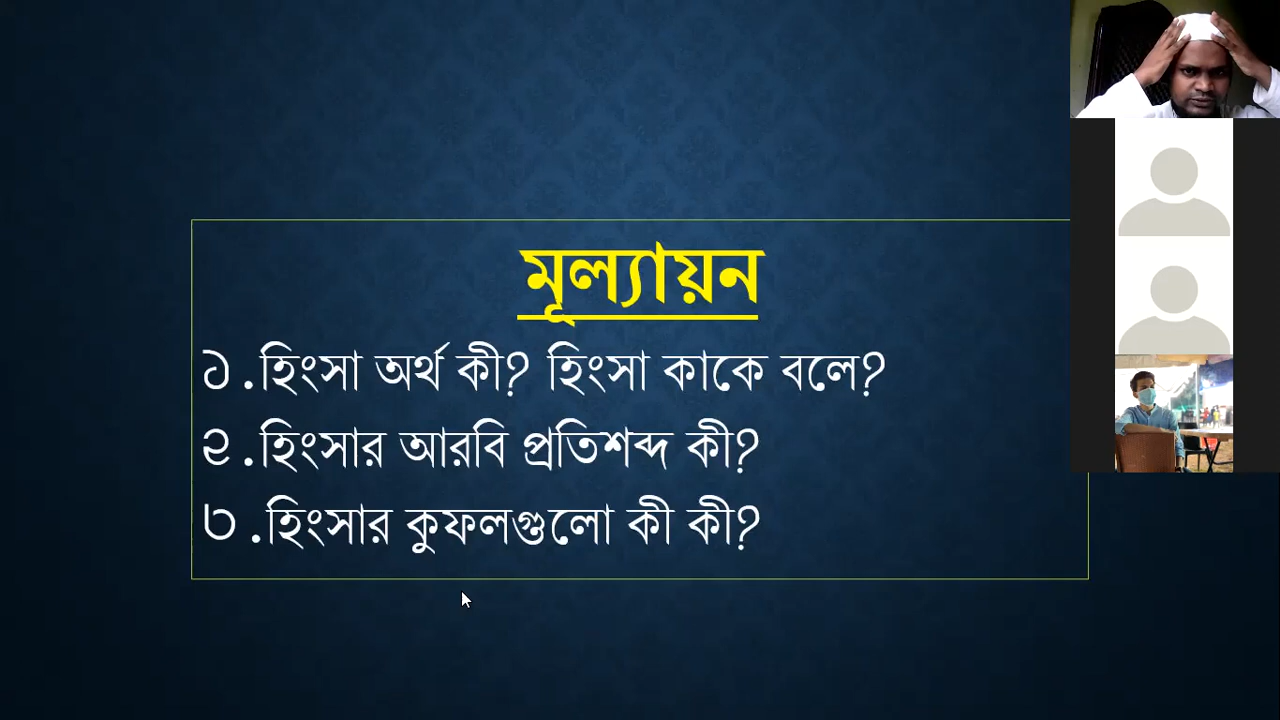 মূল্যায়ন
১.হিংসা অর্থ কী? হিংসা কাকে বলে?
২.হিংসার আরবি প্রতিশব্দ কী?
৩.হিংসার কুফলগুলো কী কী?